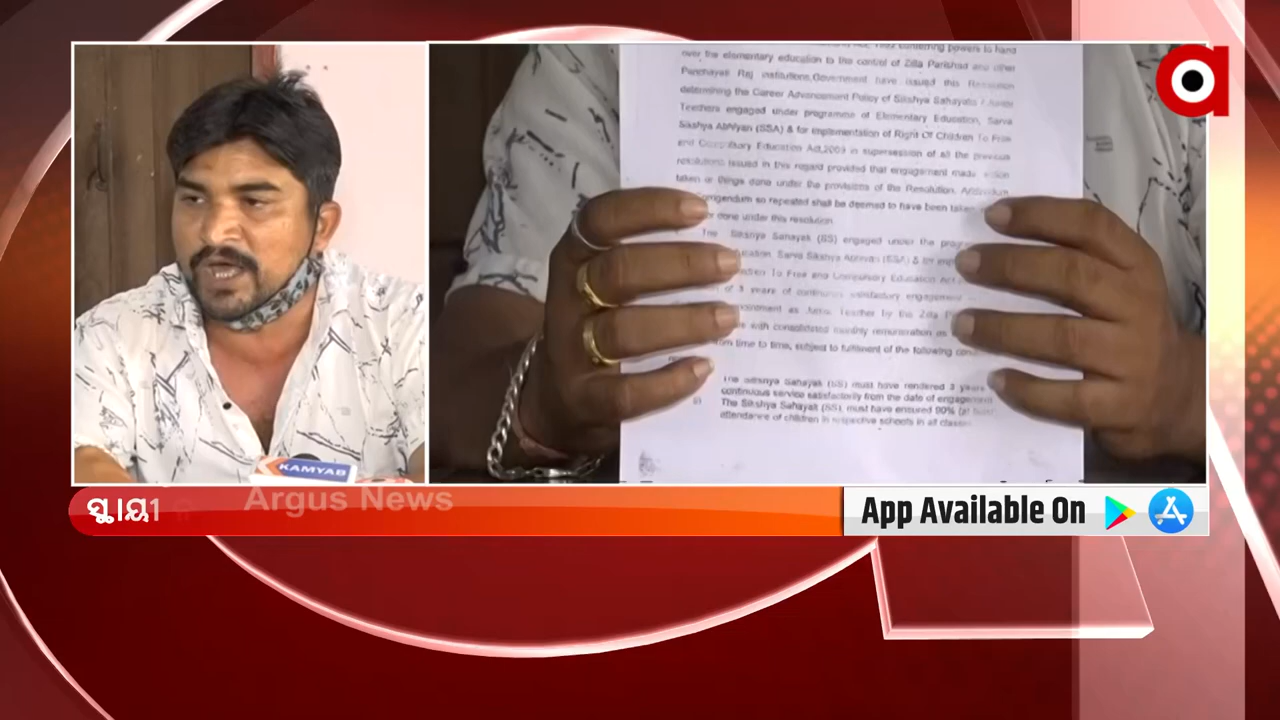 over the elementary education to the control of Zilla Parishad and other
Panchayati Raj institutions. Government have issued this Resolution
determining the Career Advancement Policy of Sikshya Sahayaks / Junior
Teachers engaged under programme of Elementary Education, Sarva
Sikshya Abhiyan (SSA) & for implementation of Right Of Children To Free
and Compulsory Education Act, 2009 in supersession of all the previous
resolutions issued in this regard provided that engagement made action
taken or things done under the provisions of the Resolution,
corrigendum so repeated shall be deemed to have been taken
done under this resolution.
The Sikshya Sahayak (SS) engaged under the
Sarva Sikshya Abhiyan (SSA) & for
To Free and Compulsory Education Act
of 3 years of continuous satisfactory engagement
as Junior Teacher by the Zilla
with consolidated monthly remuneration as
from time to time, subject to fulfilment of the following
The Sikshya Sahayak (SS) must have rendered 3 years
continuous service satisfactorily from the date of engagement
The Sikshya Sahayak (SS) must have ensured 90%
attendance of children in respective schools in all
KAMYAB
a
ସ୍ଥାୟୀ
Argus News
App Available On